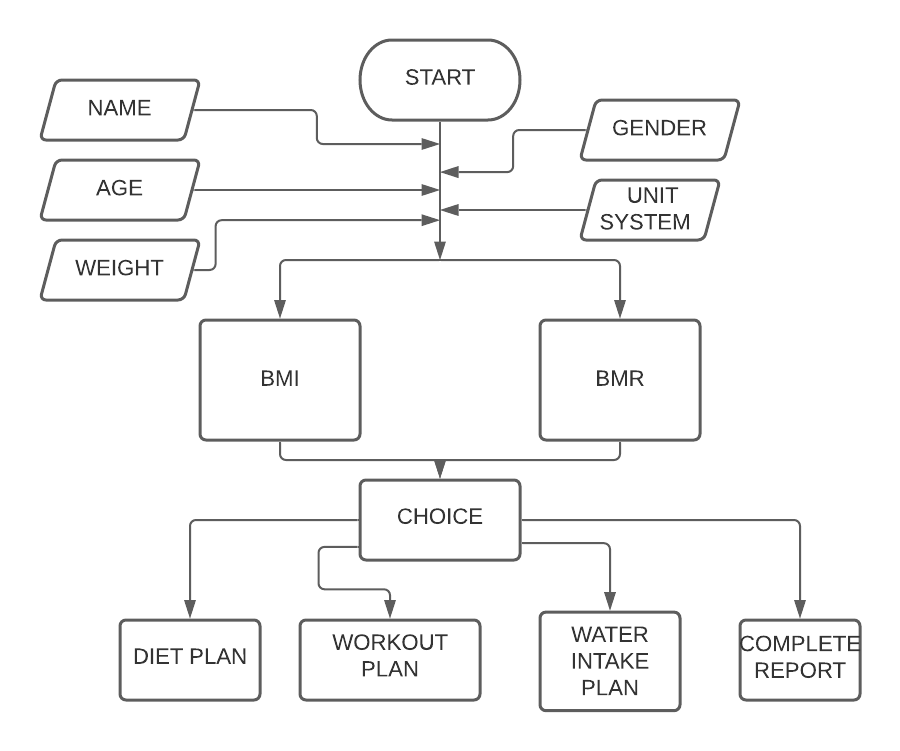 START
NAME
GENDER
AGE
UNIT
SYSTEM
WEIGHT
BMI
BMR
CHOICE
DIET PLAN
WORKOUT
PLAN
WATER
INTAKE
PLAN
COMPLETE
REPORT